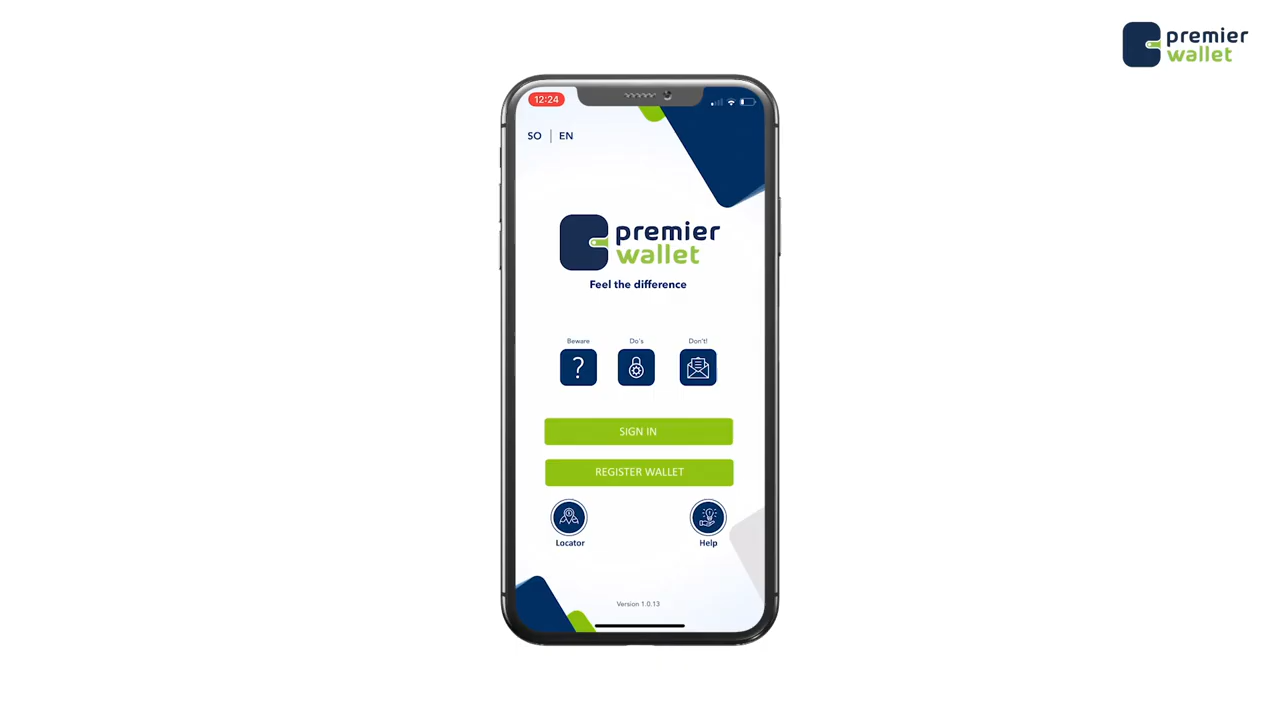 premier
wallet
12:24
SO | EN
premier
wallet
Feel the difference
Beware
Do's
Don't!
SIGN IN
REGISTER WALLET
Locator
Help
Version 1.0.13